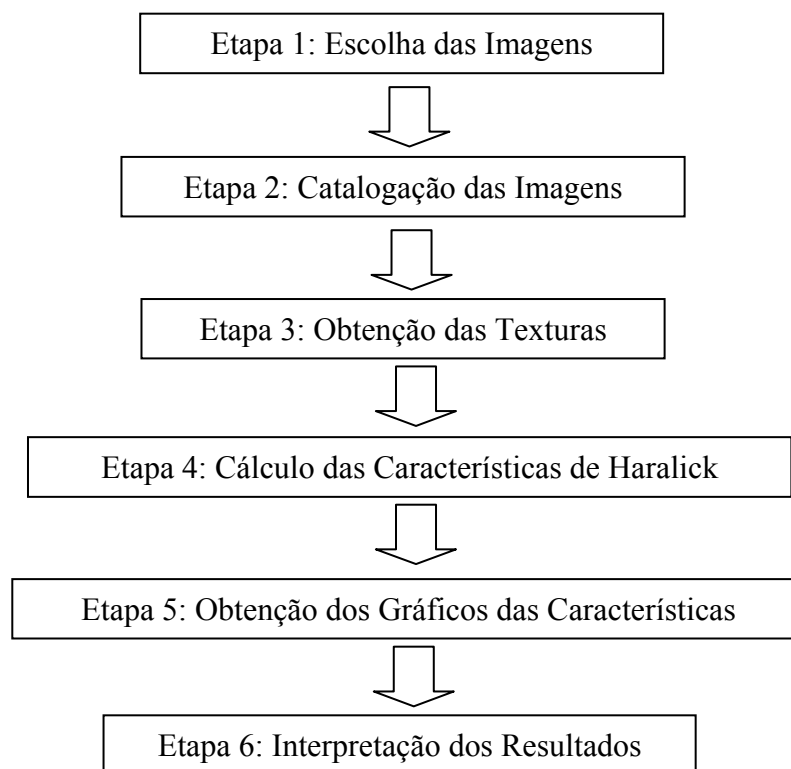 Etapa 1: Escolha das Imagens
Etapa 2: Catalogação das Imagens
Etapa 3: Obtenção das Texturas
Etapa 4: Cálculo das Características de Haralick
Etapa 5: Obtenção dos Gráficos das Características
Etapa 6: Interpretação dos Resultados